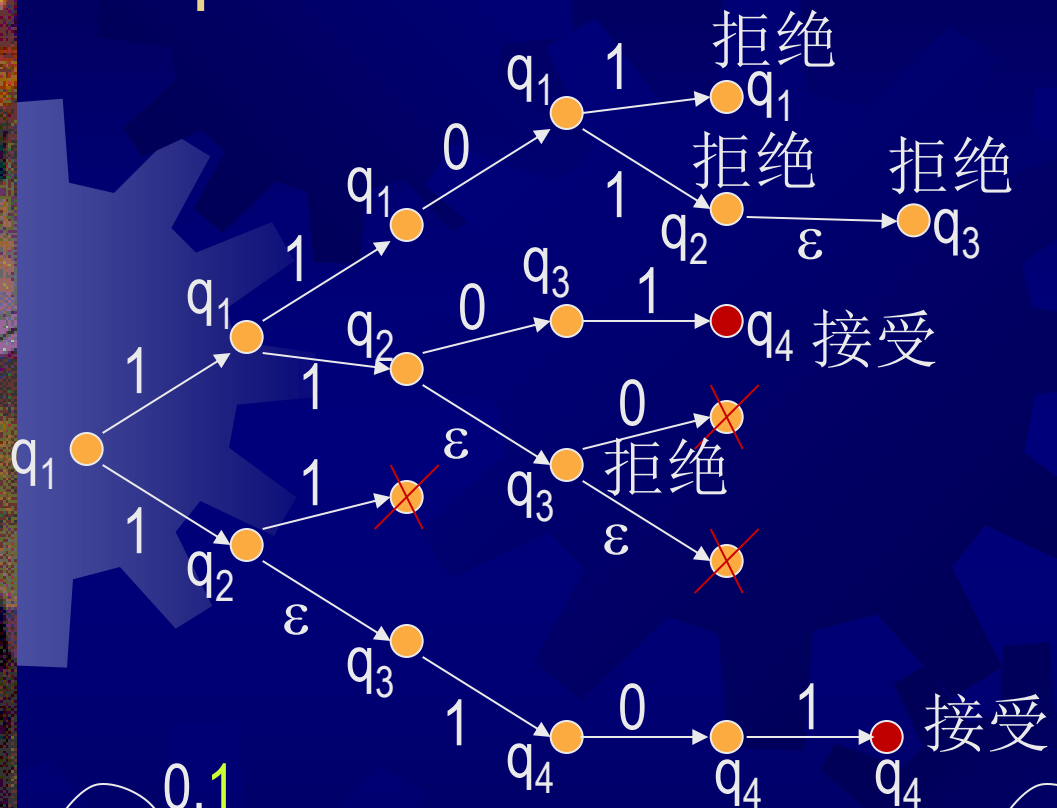 拒绝
q1 1 q1
0 拒绝 拒绝
q1 1 q2 ε q3
1 q3 1
q1 0 q4 接受
q2
1 1 0
ε 拒绝
q1 1 q3
1 ε
q2
ε
q3
1 0 1 接受
q4 q4 q4
0,1